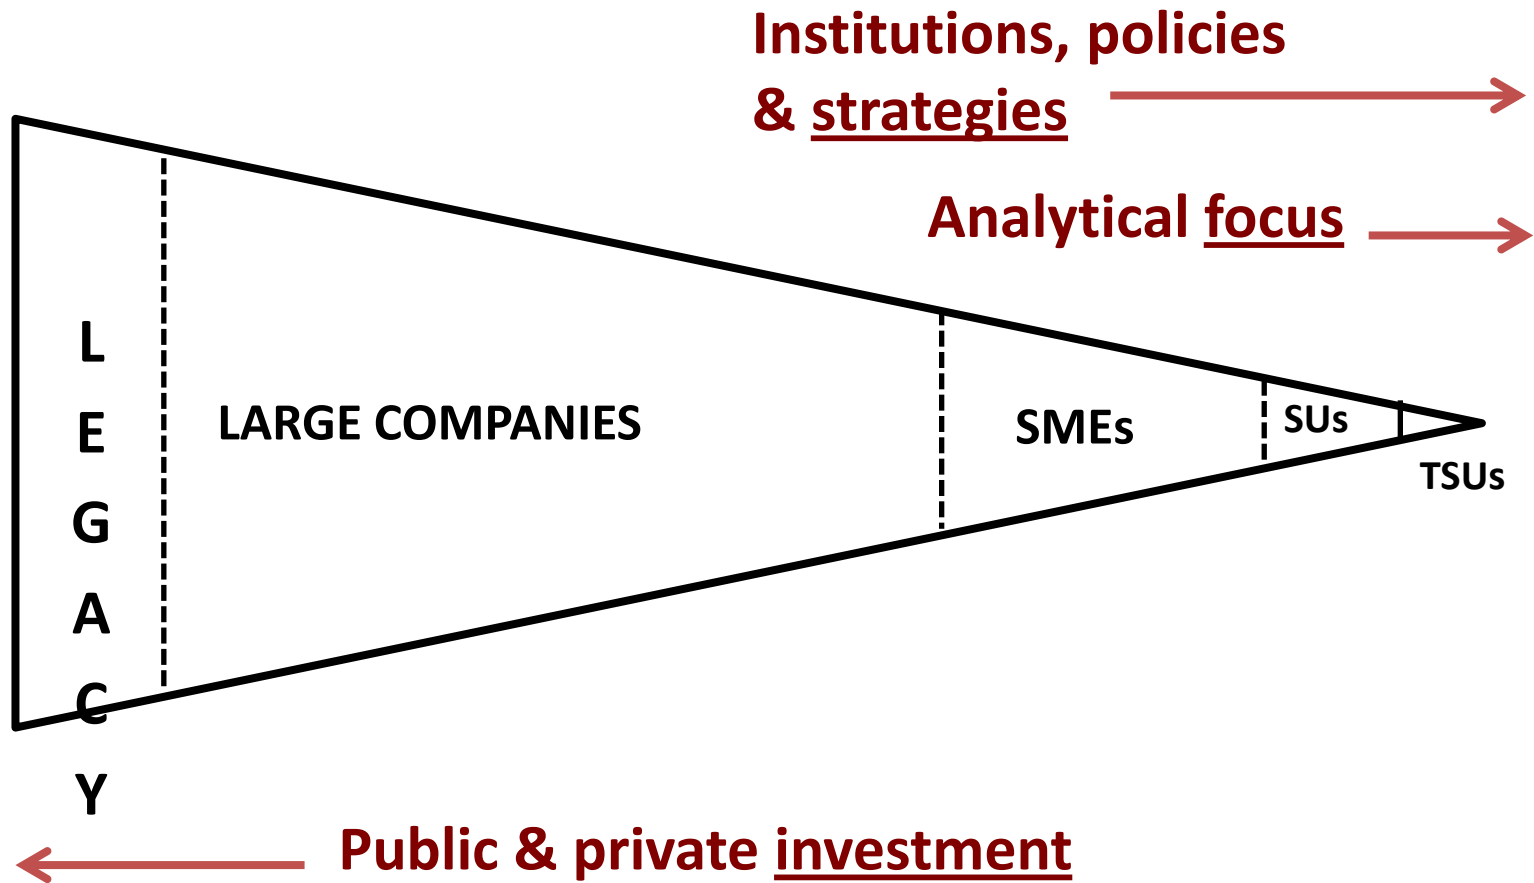 Institutions, policies
& strategies
Analytical focus
L
E
G
A
C
Y
LARGE COMPANIES
SMEs
SUs
TSUs
Public & private investment